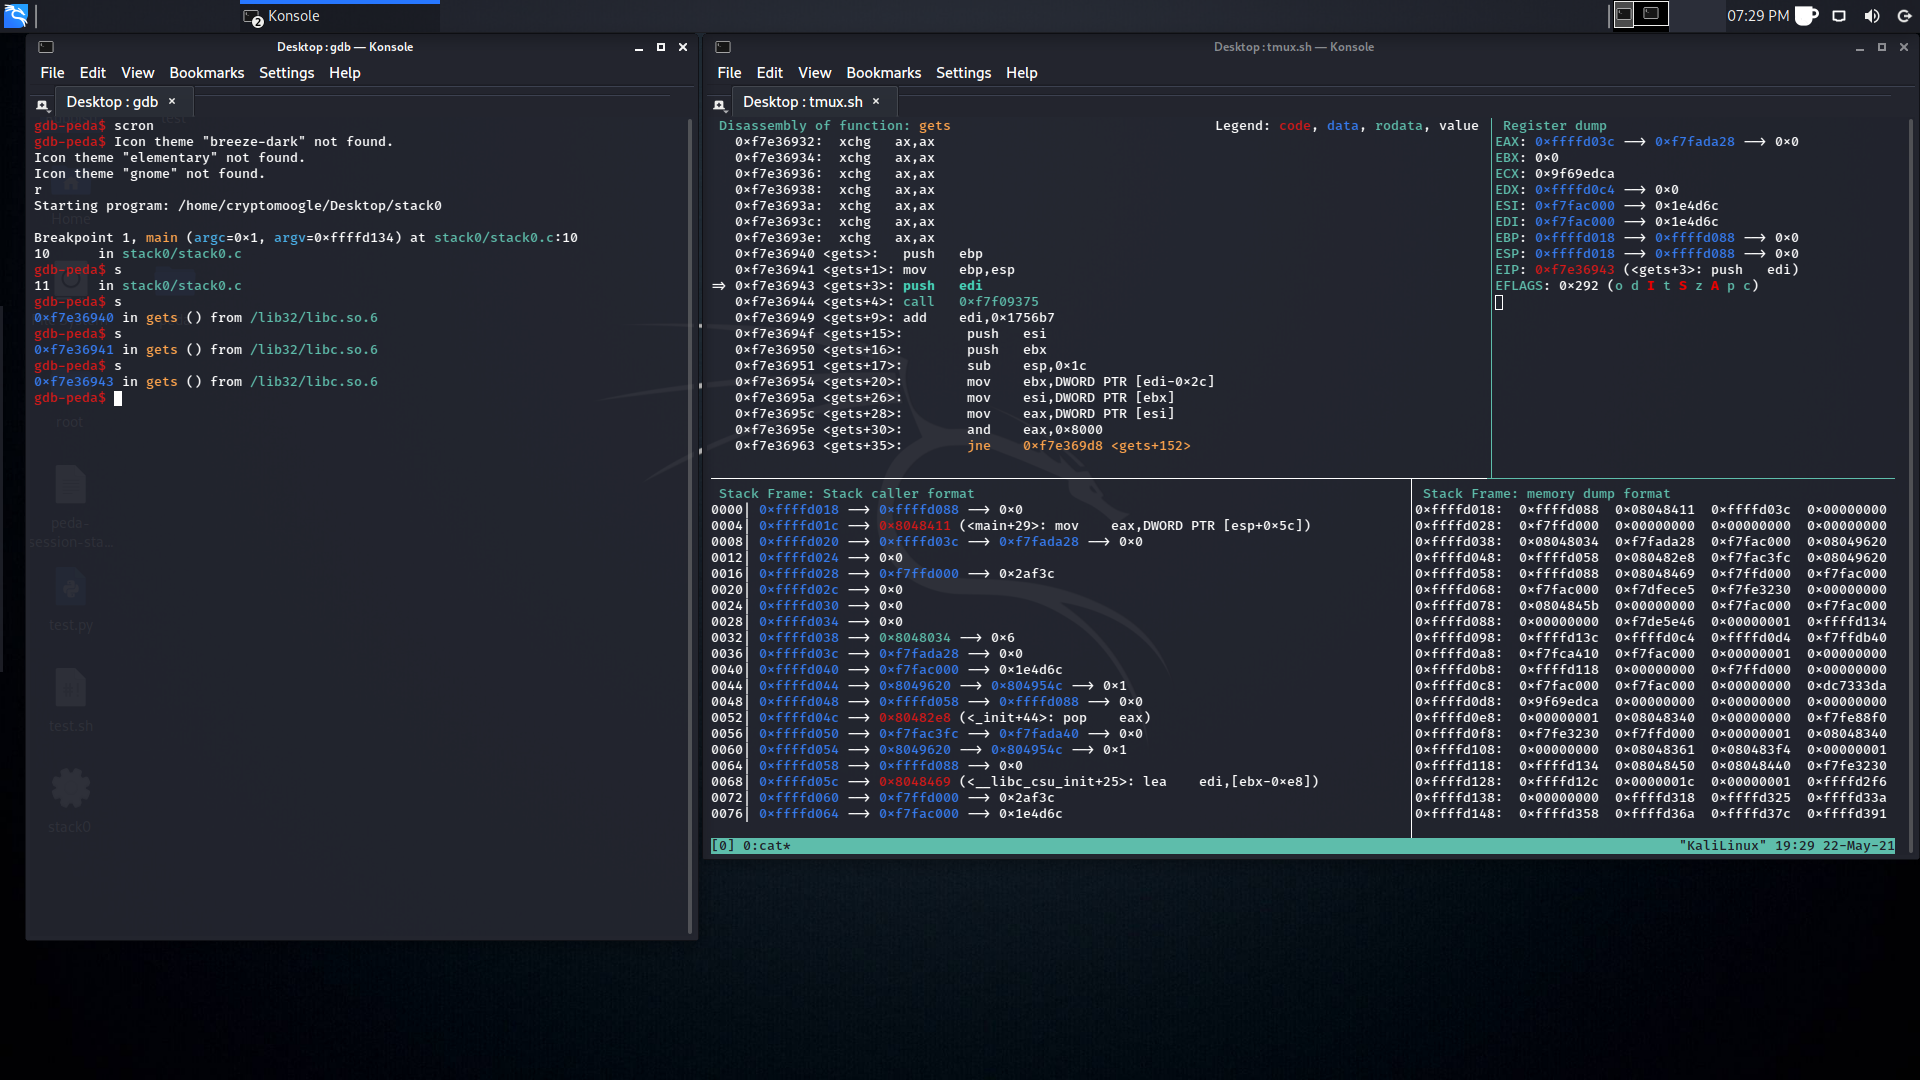 Konsole
2
07:29 PM
Desktop : gdb — Konsole
File Edit View Bookmarks Settings Help
Desktop : gdb ×
gdb-peda$ scron
gdb-peda$ Icon theme "breeze-dark" not found.
Icon theme "elementary" not found.
Icon theme "gnome" not found.
r
Starting program: /home/cryptomoogle/Desktop/stack0
Breakpoint 1, main (argc=0×1, argv=0×ffffd134) at stack0/stack0.c:10
10      in stack0/stack0.c
gdb-peda$ s
11      in stack0/stack0.c
gdb-peda$ s
0×f7e36940 in gets () from /lib32/libc.so.6
gdb-peda$ s
0×f7e36941 in gets () from /lib32/libc.so.6
gdb-peda$ s
0×f7e36943 in gets () from /lib32/libc.so.6
gdb-peda$
Home
root
peda-
session-sta...
test.py
test.sh
stack0
Desktop : tmux.sh — Konsole
File Edit View Bookmarks Settings Help
Desktop : tmux.sh ×
Disassembly of function: gets Legend: code, data, rodata, value
0×f7e36932:  xchg   ax,ax
0×f7e36934:  xchg   ax,ax
0×f7e36936:  xchg   ax,ax
0×f7e36938:  xchg   ax,ax
0×f7e3693a:  xchg   ax,ax
0×f7e3693c:  xchg   ax,ax
0×f7e3693e:  xchg   ax,ax
0×f7e36940 <gets>:   push   ebp
0×f7e36941 <gets+1>: mov    ebp,esp
⇒ 0×f7e36943 <gets+3>: push   edi
0×f7e36944 <gets+4>: call   0×f7f09375
0×f7e36949 <gets+9>: add    edi,0×1756b7
0×f7e3694f <gets+15>:        push   esi
0×f7e36950 <gets+16>:        push   ebx
0×f7e36951 <gets+17>:        sub    esp,0×1c
0×f7e36954 <gets+20>:        mov    ebx,DWORD PTR [edi-0×2c]
0×f7e3695a <gets+26>:        mov    esi,DWORD PTR [ebx]
0×f7e3695c <gets+28>:        mov    eax,DWORD PTR [esi]
0×f7e3695e <gets+30>:        and    eax,0×8000
0×f7e36963 <gets+35>:        jne    0×f7e369d8 <gets+152>
Register dump
EAX: 0×ffffd03c —> 0×f7fada28 —> 0×0
EBX: 0×0
ECX: 0×9f69edca
EDX: 0×ffffd0c4 —> 0×0
ESI: 0×f7fac000 —> 0×1e4d6c
EDI: 0×f7fac000 —> 0×1e4d6c
EBP: 0×ffffd018 —> 0×ffffd088 —> 0×0
ESP: 0×ffffd018 —> 0×ffffd088 —> 0×0
EIP: 0×f7e36943 (<gets+3>: push   edi)
EFLAGS: 0×292 (o d I t S z A p c)
Stack Frame: Stack caller format
0000| 0×ffffd018 —> 0×ffffd088 —> 0×0
0004| 0×ffffd01c —> 0×8048411 (<main+29>: mov    eax,DWORD PTR [esp+0×5c])
0008| 0×ffffd020 —> 0×ffffd03c —> 0×f7fada28 —> 0×0
0012| 0×ffffd024 —> 0×0
0016| 0×ffffd028 —> 0×f7ffd000 —> 0×2af3c
0020| 0×ffffd02c —> 0×0
0024| 0×ffffd030 —> 0×0
0028| 0×ffffd034 —> 0×0
0032| 0×ffffd038 —> 0×8048034 —> 0×6
0036| 0×ffffd03c —> 0×f7fada28 —> 0×0
0040| 0×ffffd040 —> 0×f7fac000 —> 0×1e4d6c
0044| 0×ffffd044 —> 0×8049620 —> 0×804954c —> 0×1
0048| 0×ffffd048 —> 0×ffffd058 —> 0×ffffd088 —> 0×0
0052| 0×ffffd04c —> 0×80482e8 (<_init+44>: pop    eax)
0056| 0×ffffd050 —> 0×f7fac3fc —> 0×f7fada40 —> 0×0
0060| 0×ffffd054 —> 0×8049620 —> 0×804954c —> 0×1
0064| 0×ffffd058 —> 0×ffffd088 —> 0×0
0068| 0×ffffd05c —> 0×8048469 (<__libc_csu_init+25>: lea    edi,[ebx-0×e8])
0072| 0×ffffd060 —> 0×f7ffd000 —> 0×2af3c
0076| 0×ffffd064 —> 0×f7fac000 —> 0×1e4d6c
Stack Frame: memory dump format
0×ffffd018:  0×ffffd088  0×08048411  0×ffffd03c  0×00000000
0×ffffd028:  0×f7ffd000  0×00000000  0×00000000  0×00000000
0×ffffd038:  0×08048034  0×f7fada28  0×f7fac000  0×08049620
0×ffffd048:  0×ffffd058  0×080482e8  0×f7fac3fc  0×08049620
0×ffffd058:  0×ffffd088  0×08048469  0×f7ffd000  0×f7fac000
0×ffffd068:  0×f7fac000  0×f7dfece5  0×f7fe3230  0×00000000
0×ffffd078:  0×0804845b  0×00000000  0×f7fac000  0×f7fac000
0×ffffd088:  0×00000000  0×f7de5e46  0×00000001  0×ffffd134
0×ffffd098:  0×ffffd13c  0×ffffd0c4  0×ffffd0d4  0×f7ffdb40
0×ffffd0a8:  0×f7fca410  0×f7fac000  0×00000001  0×00000000
0×ffffd0b8:  0×ffffd118  0×00000000  0×f7ffd000  0×00000000
0×ffffd0c8:  0×f7fac000  0×f7fac000  0×00000000  0×dc7333da
0×ffffd0d8:  0×9f69edca  0×00000000  0×00000000  0×00000000
0×ffffd0e8:  0×00000001  0×08048340  0×00000000  0×f7fe88f0
0×ffffd0f8:  0×f7fe3230  0×f7ffd000  0×00000001  0×08048340
0×ffffd108:  0×00000000  0×08048361  0×080483f4  0×00000001
0×ffffd118:  0×ffffd134  0×08048450  0×08048440  0×f7fe3230
0×ffffd128:  0×ffffd12c  0×0000001c  0×00000001  0×ffffd2f6
0×ffffd138:  0×00000000  0×ffffd318  0×ffffd325  0×ffffd33a
0×ffffd148:  0×ffffd358  0×ffffd36a  0×ffffd37c  0×ffffd391
[0] 0:cat* "KaliLinux" 19:29 22-May-21